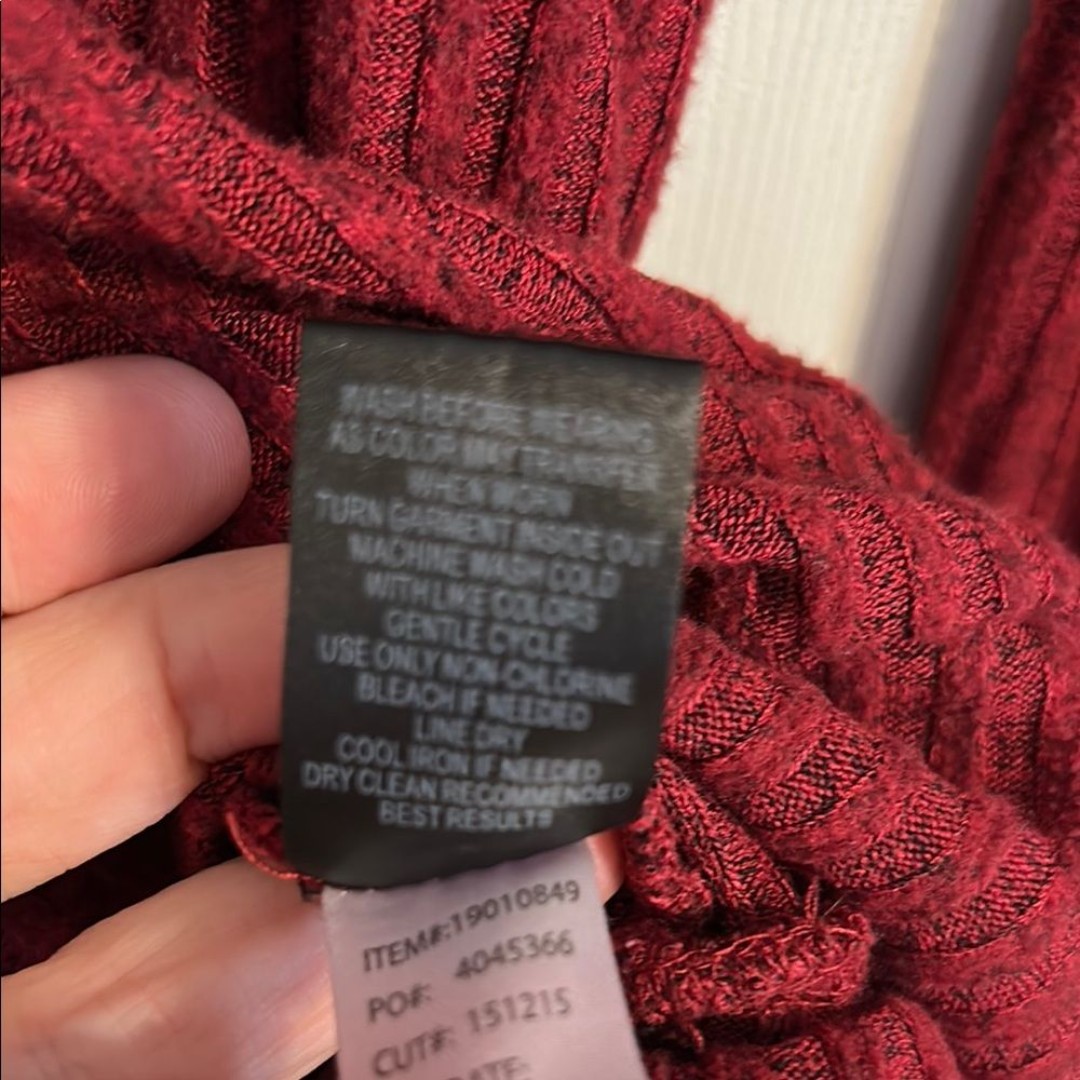 WASH BEFORE WEARING
AS COLOR MAY TRANSFER
WHEN WORN
TURN GARMENT INSIDE OUT
MACHINE WASH COLD
WITH LIKE COLORS
GENTLE CYCLE
USE ONLY NON-CHLORINE
BLEACH IF NEEDED
LINE DRY
COOL IRON IF NEEDED
DRY CLEAN RECOMMENDED
BEST RESULTS
ITEM#:19010849
4045366
PO#:
CUT#: 151215
DATE: